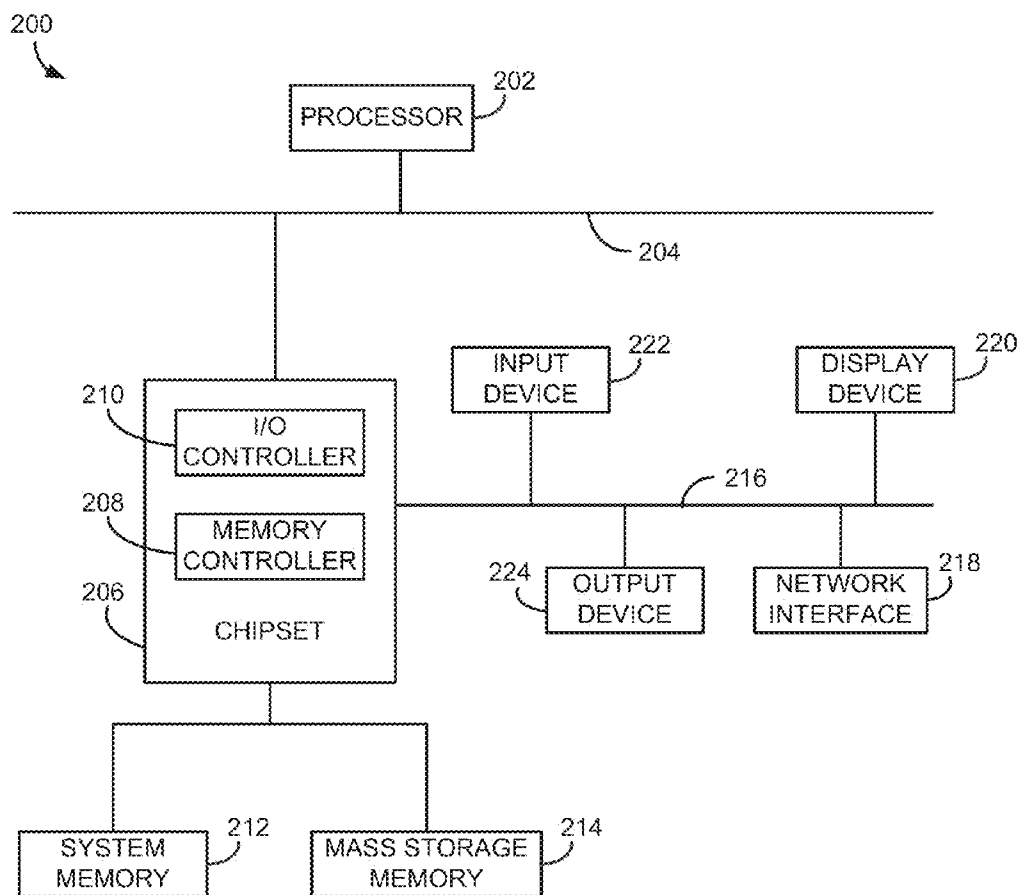 200
202
PROCESSOR
204
222
INPUT
DEVICE
220
DISPLAY
DEVICE
210
I/O
CONTROLLER
216
208
MEMORY
CONTROLLER
224
OUTPUT
DEVICE
218
NETWORK
INTERFACE
206
CHIPSET
212
SYSTEM
MEMORY
214
MASS STORAGE
MEMORY